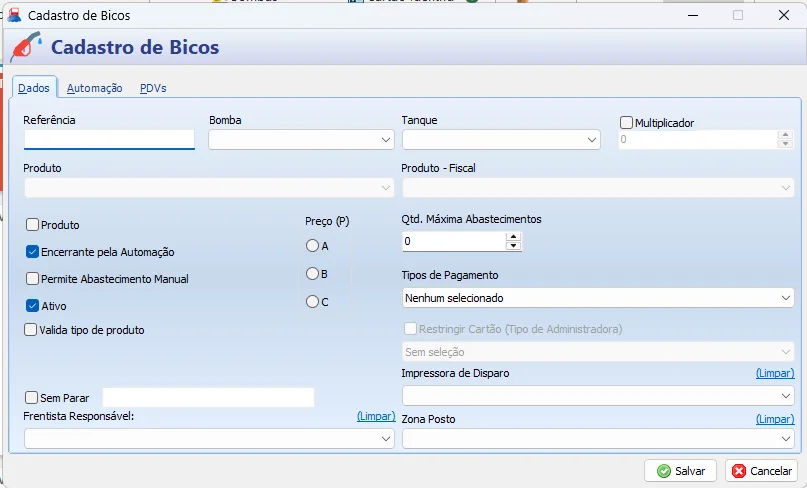 Cadastro de Bicos
Cadastro de Bicos
Dados Automação PDVs
Referência Bomba Tanque Multiplicador
0
Produto Produto - Fiscal
Produto Preço (P) Qtd. Máxima Abastecimentos
A 0
Encerrante pela Automação
Permite Abastecimento Manual B Tipos de Pagamento
Ativo C Nenhum selecionado
Valida tipo de produto Restringir Cartão (Tipo de Administradora)
Sem seleção
Impressora de Disparo (Limpar)
Sem Parar
Frentista Responsável: (Limpar) Zona Posto (Limpar)
Salvar Cancelar